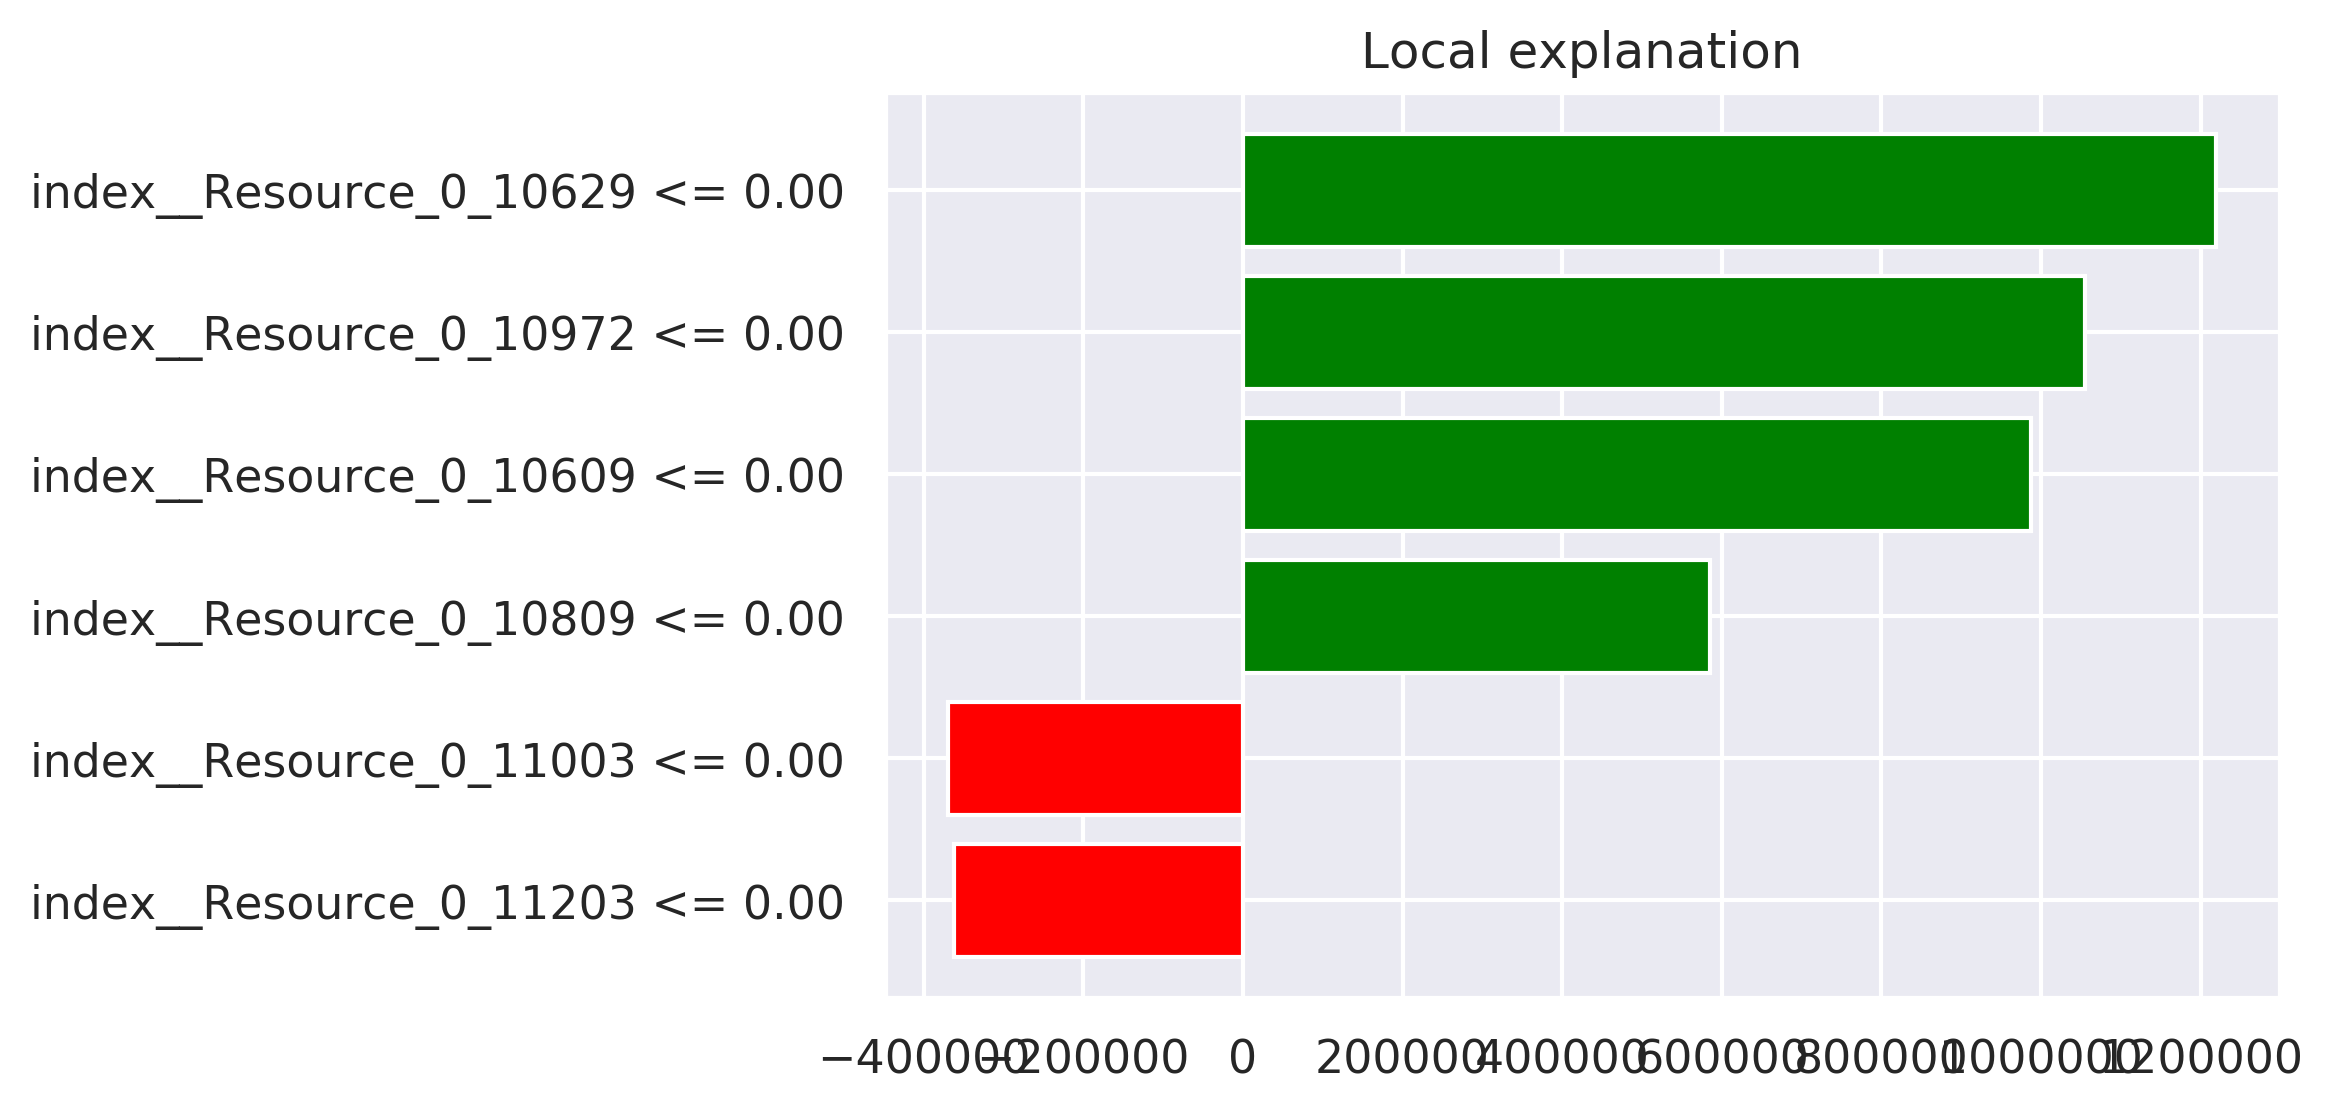 Local explanation
index__Resource_0_10629 <= 0.00
index__Resource_0_10972 <= 0.00
index__Resource_0_10609 <= 0.00
index__Resource_0_10809 <= 0.00
index__Resource_0_11003 <= 0.00
index__Resource_0_11203 <= 0.00
−400000 −200000 0 200000 400000 600000 800000 1000000 1200000